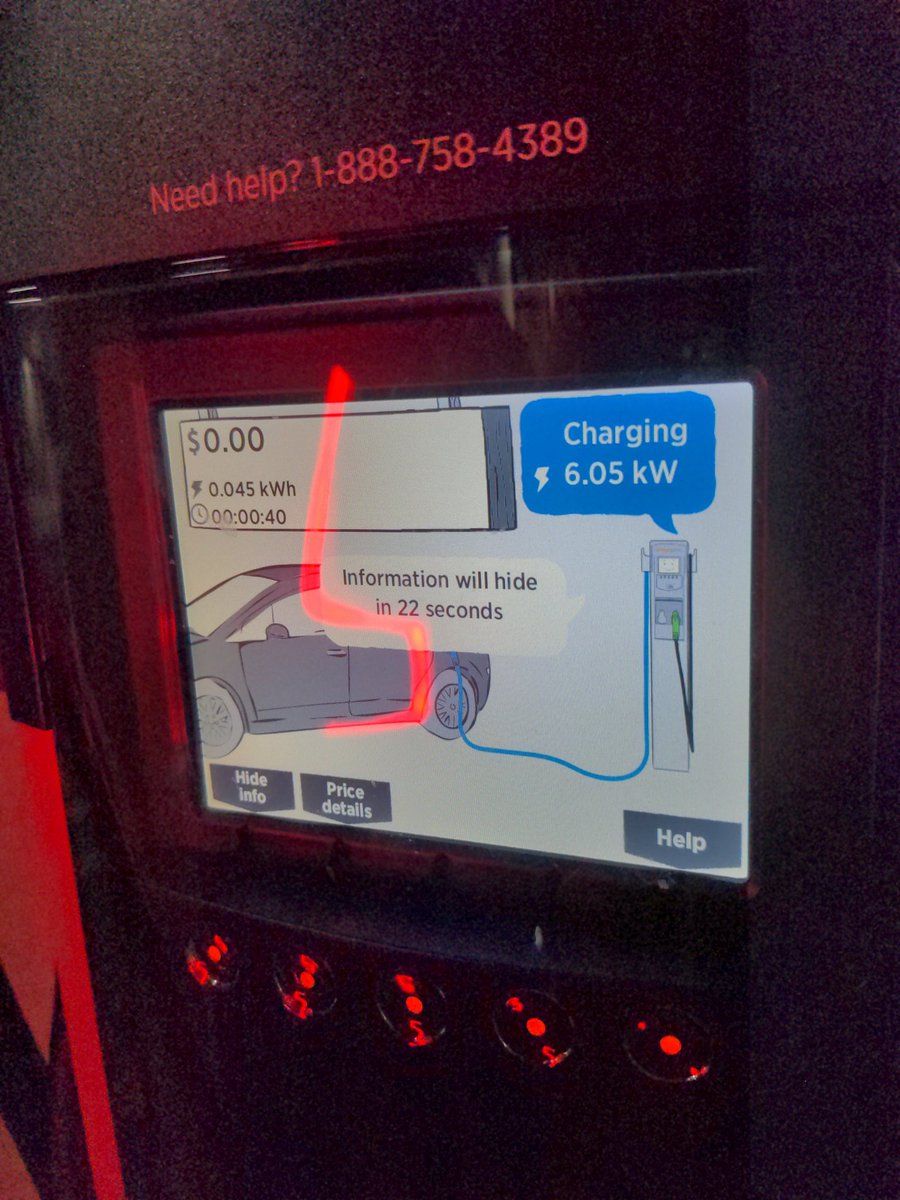 Need help? 1-888-758-4389
$0.00
0.045 kWh
00:00:40
Charging
6.05 kW
Information will hide
in 22 seconds
Hide
info
Price
details
Help